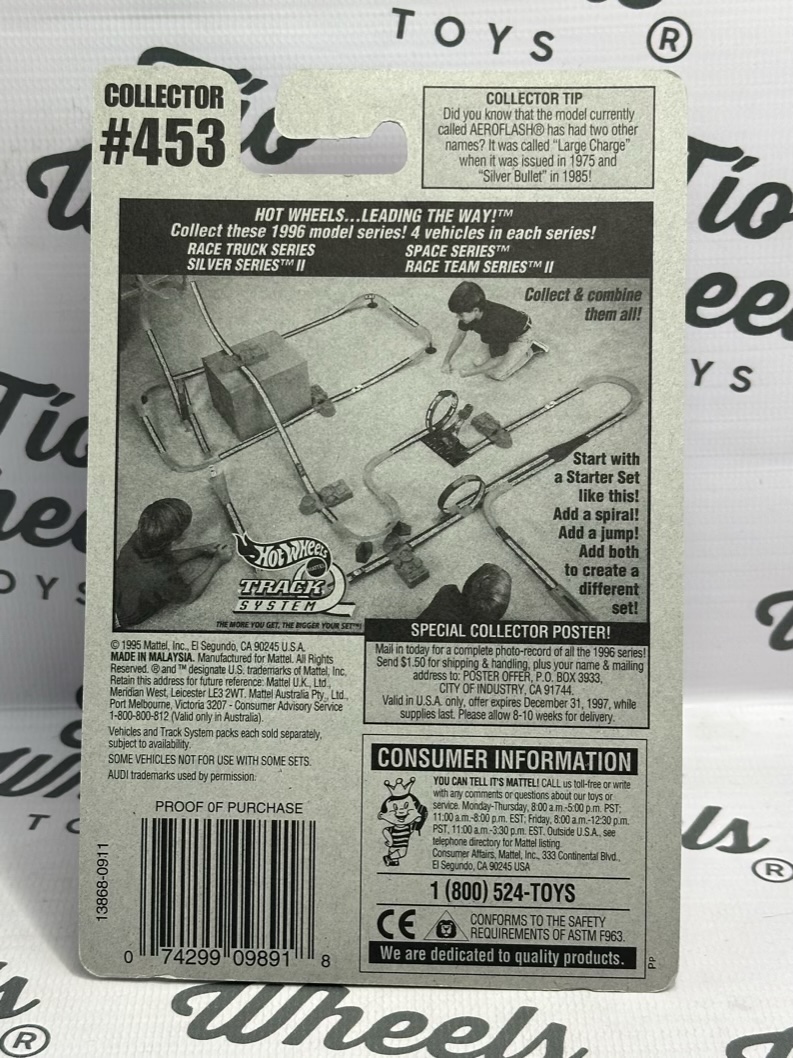 TOYS ®
COLLECTOR
#453
COLLECTOR TIP
Did you know that the model currently
called AEROFLASH® has had two other
names? It was called "Large Charge"
when it was issued in 1975 and
"Silver Bullet" in 1985!
HOT WHEELS...LEADING THE WAY!™
Collect these 1996 model series! 4 vehicles in each series!
RACE TRUCK SERIES
SPACE SERIES™
SILVER SERIES™ II
RACE TEAM SERIES™ II
Collect & combine
them all!
Start with
a Starter Set
like this!
Add a spiral!
Add a jump!
Add both
to create a
different
set!
Hot Wheels
MATTEL
TRACK
SYSTEM
THE MORE YOU GET, THE BIGGER YOUR SET™!
© 1995 Mattel, Inc., El Segundo, CA 90245 U.S.A.
MADE IN MALAYSIA. Manufactured for Mattel. All Rights
Reserved. ® and ™ designate U.S. trademarks of Mattel, Inc.
Retain this address for future reference: Mattel U.K., Ltd.,
Meridian West, Leicester LE3 2WT. Mattel Australia Pty., Ltd.,
Port Melbourne, Victoria 3207 - Consumer Advisory Service
1-800-800-812 (Valid only in Australia).
Vehicles and Track System packs each sold separately,
subject to availability.
SOME VEHICLES NOT FOR USE WITH SOME SETS.
AUDI trademarks used by permission.
SPECIAL COLLECTOR POSTER!
Mail in today for a complete photo-record of all the 1996 series!
Send $1.50 for shipping & handling, plus your name & mailing
address to: POSTER OFFER, P.O. BOX 3933,
CITY OF INDUSTRY, CA 91744.
Valid in U.S.A. only, offer expires December 31, 1997, while
supplies last. Please allow 8-10 weeks for delivery.
CONSUMER INFORMATION
YOU CAN TELL IT'S MATTEL! CALL us toll-free or write
with any comments or questions about our toys or
service. Monday-Thursday, 8:00 a.m.-5:00 p.m. PST;
11:00 a.m.-8:00 p.m. EST; Friday, 8:00 a.m.-12:30 p.m.
PST, 11:00 a.m.-3:30 p.m. EST. Outside U.S.A., see
telephone directory for Mattel listing.
Consumer Affairs, Mattel, Inc., 333 Continental Blvd.,
El Segundo, CA 90245 USA
1 (800) 524-TOYS
CE
CONFORMS TO THE SAFETY
REQUIREMENTS OF ASTM F963.
We are dedicated to quality products.
PP
PROOF OF PURCHASE
13868-0911
0 74299 09891 8
Wheels
®
®